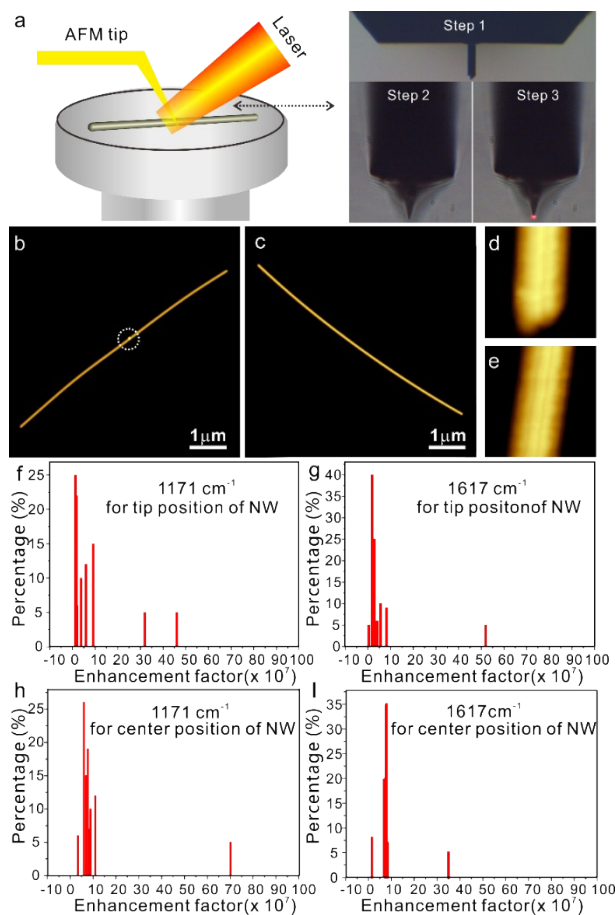 a
AFM tip
Laser
Step 1
Step 2
Step 3
b
c
d
e
1μm
1μm
f
1171 cm⁻¹
for tip position of NW
Percentage (%)
25
20
15
10
5
0
-10 0 10 20 30 40 50 60 70 80 90 100
Enhancement factor(x 10⁷)
g
1617 cm⁻¹
for tip positonof NW
Percentage (%)
40
35
30
25
20
15
10
5
0
-10 0 10 20 30 40 50 60 70 80 90 100
Enhancement factor(x 10⁷)
h
1171 cm⁻¹
for center position of NW
Percentage (%)
25
20
15
10
5
0
-10 0 10 20 30 40 50 60 70 80 90 100
Enhancement factor(x 10⁷)
I
1617cm⁻¹
for center position of NW
Percentage (%)
35
30
25
20
15
10
5
0
-10 0 10 20 30 40 50 60 70 80 90 100
Enhancement factor(x 10⁷)